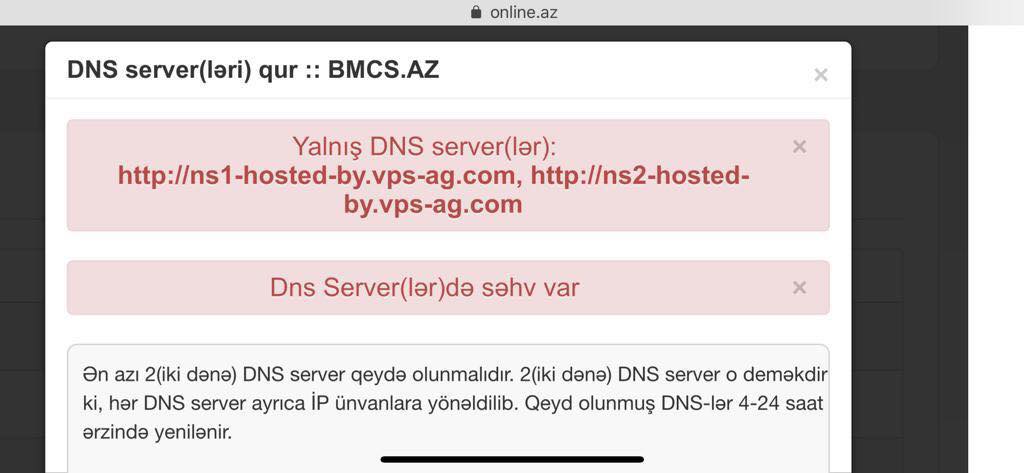 online.az
DNS server(ləri) qur :: BMCS.AZ
Yalnış DNS server(lər):
http://ns1-hosted-by.vps-ag.com, http://ns2-hosted-
by.vps-ag.com
Dns Server(lər)də səhv var
Ən azı 2(iki dənə) DNS server qeydə olunmalıdır. 2(iki dənə) DNS server o deməkdir
ki, hər DNS server ayrıca İP ünvanlara yönəldilib. Qeyd olunmuş DNS-lər 4-24 saat
ərzində yenilənir.